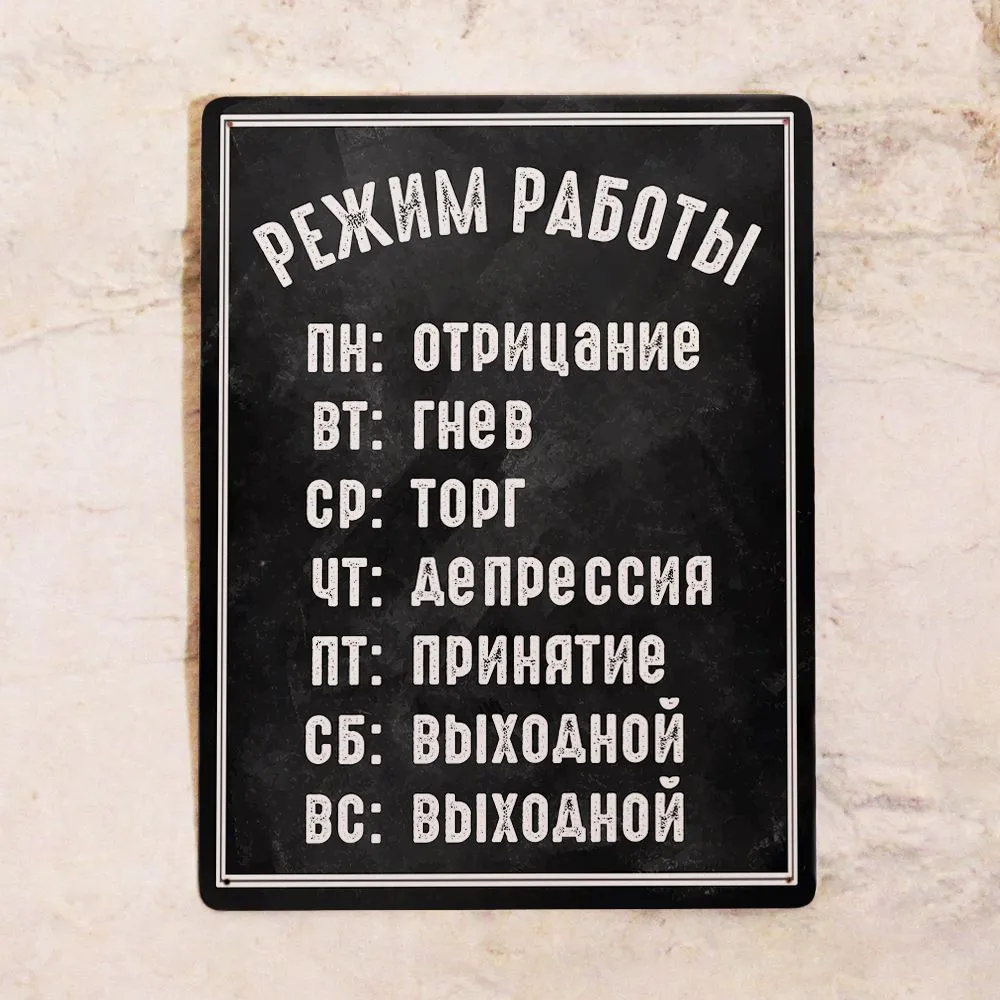 РЕЖИМ РАБОТЫ
ПН: ОТРИЦАНИЕ
ВТ: ГНЕВ
СР: ТОРГ
ЧТ: ДЕПРЕССИЯ
ПТ: ПРИНЯТИЕ
СБ: ВЫХОДНОЙ
ВС: ВЫХОДНОЙ